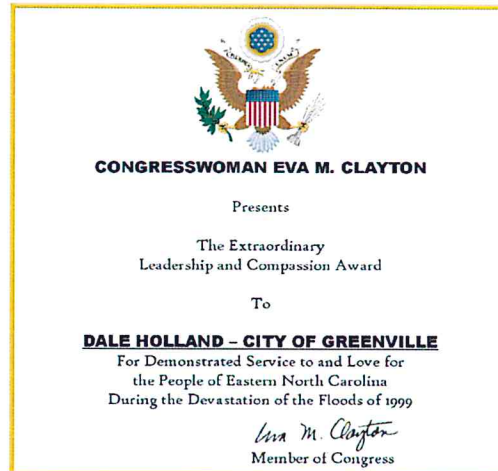 CONGRESSWOMAN EVA M. CLAYTON
Presents
The Extraordinary
Leadership and Compassion Award
To
DALE HOLLAND – CITY OF GREENVILLE
For Demonstrated Service to and Love for
the People of Eastern North Carolina
During the Devastation of the Floods of 1999
Eva M. Clayton
Member of Congress